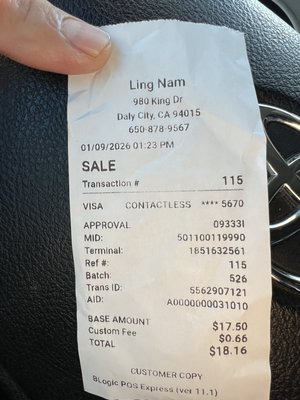 Ling Nam
980 King Dr
Daly City, CA 94015
650-878-9567
01/09/2026 01:23 PM
SALE
Transaction # 115
VISA CONTACTLESS **** 5670
APPROVAL 09333I
MID: 501100119990
Terminal: 1851632561
Ref #: 115
Batch: 526
Trans ID: 5562907121
AID: A0000000031010
BASE AMOUNT $17.50
Custom Fee $0.66
TOTAL $18.16
CUSTOMER COPY
BLogic POS Express (ver 11.1)